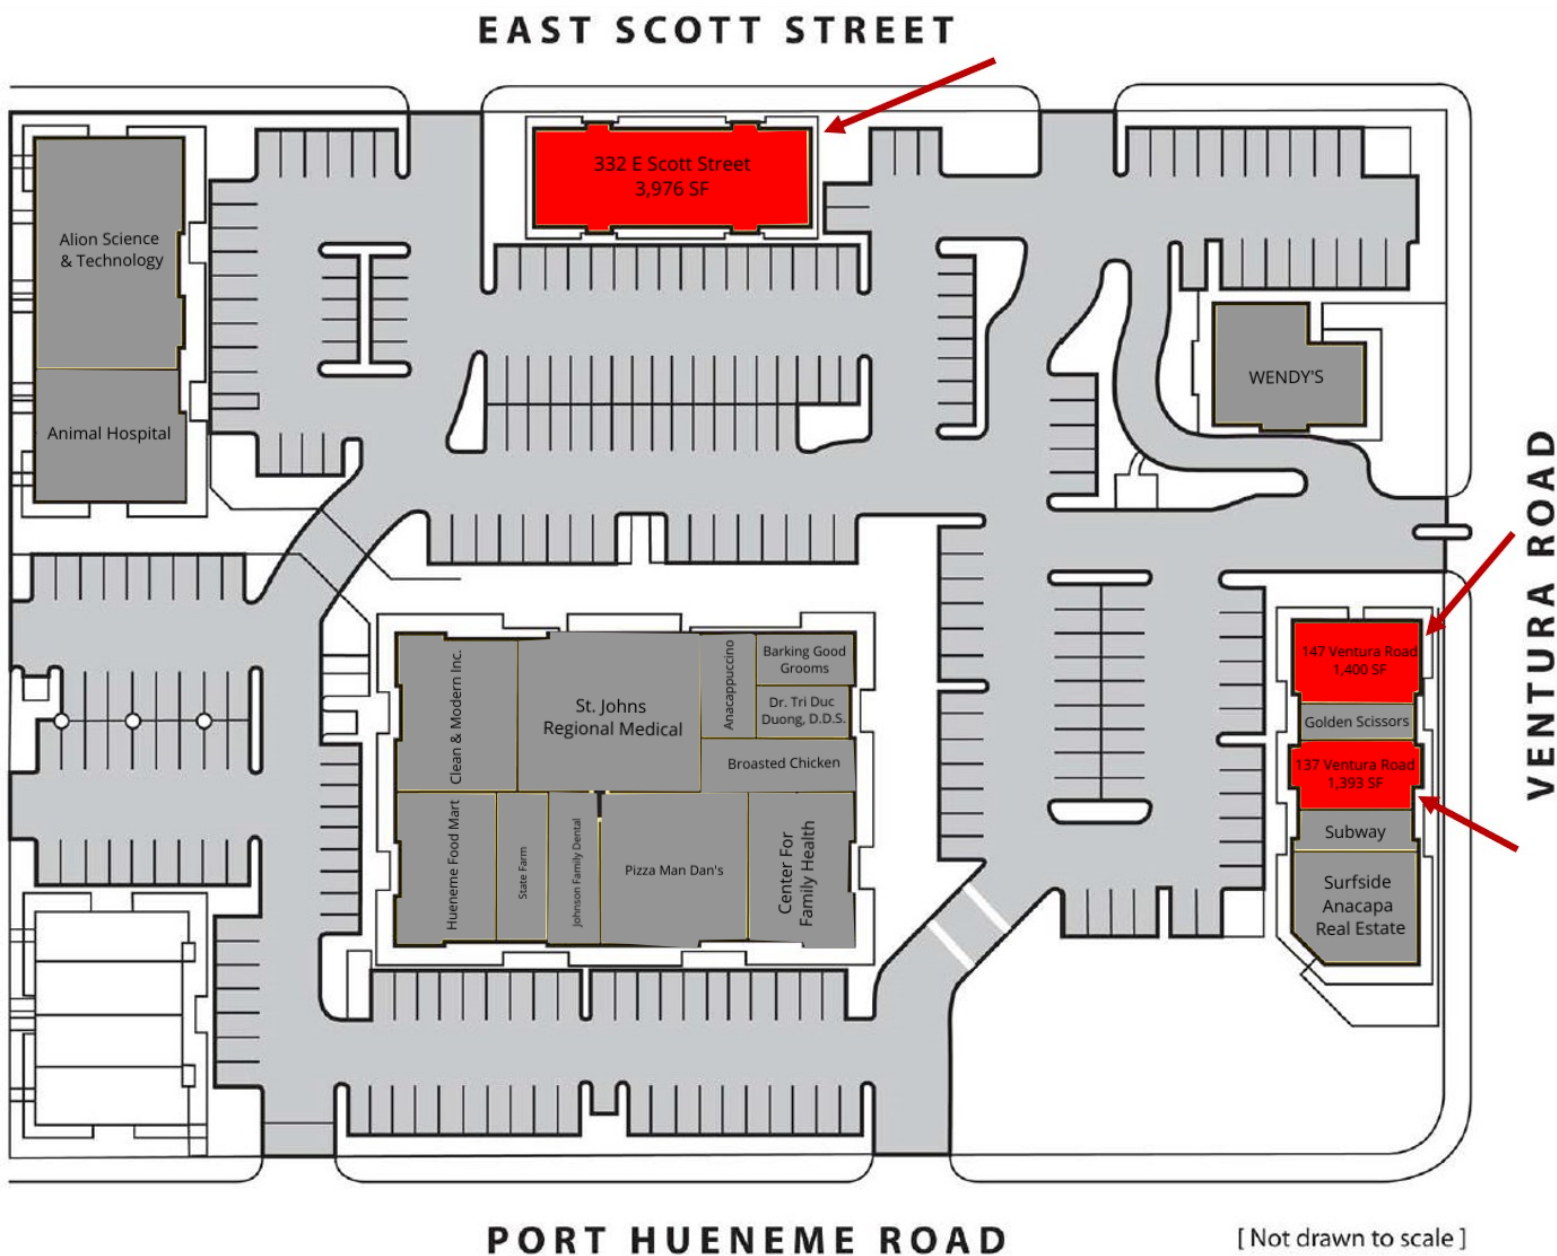 EAST SCOTT STREET
332 E Scott Street
3,976 SF
Alion Science
& Technology
Animal Hospital
WENDY'S
VENTURA ROAD
147 Ventura Road
1,400 SF
Golden Scissors
137 Ventura Road
1,393 SF
Subway
Surfside
Anacapa
Real Estate
Clean & Modern Inc.
St. Johns
Regional Medical
Anacappuccino
Barking Good
Grooms
Dr. Tri Duc
Duong, D.D.S.
Broasted Chicken
Hueneme Food Mart
State Farm
Johnson Family Dental
Pizza Man Dan's
Center For
Family Health
PORT HUENEME ROAD
[ Not drawn to scale ]